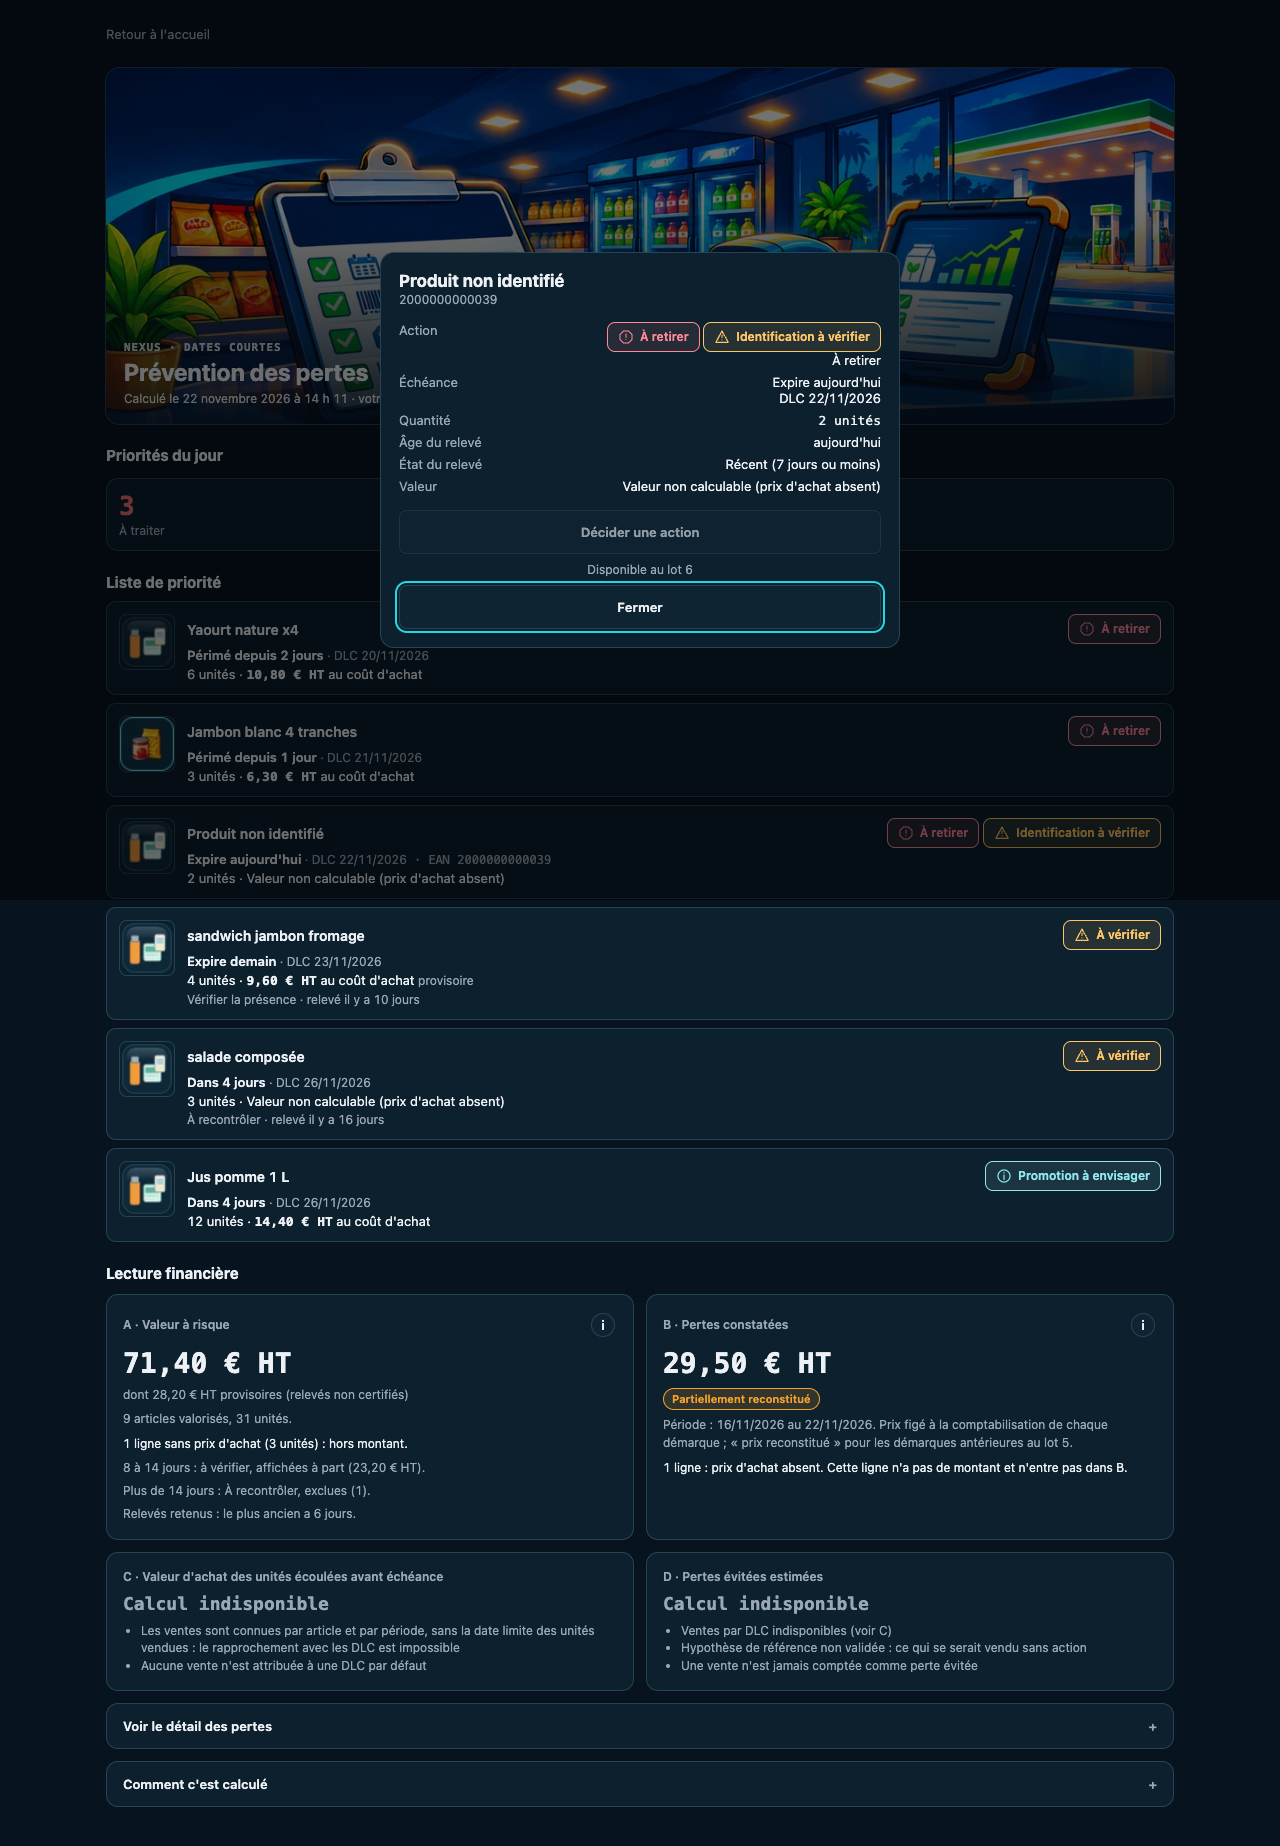 Retour à l'accueil
NEXUS · DATES COURTES
Prévention des pertes
Calculé le 22 novembre 2026 à 14 h 11 · votr
Priorités du jour
3
À traiter
Liste de priorité
Produit non identifié
2000000000039
Action À retirer Identification à vérifier
À retirer
Échéance Expire aujourd'hui
DLC 22/11/2026
Quantité 2 unités
Âge du relevé aujourd'hui
État du relevé Récent (7 jours ou moins)
Valeur Valeur non calculable (prix d'achat absent)
Décider une action
Disponible au lot 6
Fermer
Yaourt nature x4 À retirer
Périmé depuis 2 jours · DLC 20/11/2026
6 unités · 10,80 € HT au coût d'achat
Jambon blanc 4 tranches À retirer
Périmé depuis 1 jour · DLC 21/11/2026
3 unités · 6,30 € HT au coût d'achat
Produit non identifié À retirer Identification à vérifier
Expire aujourd'hui · DLC 22/11/2026 · EAN 2000000000039
2 unités · Valeur non calculable (prix d'achat absent)
sandwich jambon fromage À vérifier
Expire demain · DLC 23/11/2026
4 unités · 9,60 € HT au coût d'achat provisoire
Vérifier la présence · relevé il y a 10 jours
salade composée À vérifier
Dans 4 jours · DLC 26/11/2026
3 unités · Valeur non calculable (prix d'achat absent)
À recontrôler · relevé il y a 16 jours
Jus pomme 1 L Promotion à envisager
Dans 4 jours · DLC 26/11/2026
12 unités · 14,40 € HT au coût d'achat
Lecture financière
A · Valeur à risque i
71,40 € HT
dont 28,20 € HT provisoires (relevés non certifiés)
9 articles valorisés, 31 unités.
1 ligne sans prix d'achat (3 unités) : hors montant.
8 à 14 jours : à vérifier, affichées à part (23,20 € HT).
Plus de 14 jours : À recontrôler, exclues (1).
Relevés retenus : le plus ancien a 6 jours.
B · Pertes constatées i
29,50 € HT
Partiellement reconstitué
Période : 16/11/2026 au 22/11/2026. Prix figé à la comptabilisation de chaque
démarque ; « prix reconstitué » pour les démarques antérieures au lot 5.
1 ligne : prix d'achat absent. Cette ligne n'a pas de montant et n'entre pas dans B.
C · Valeur d'achat des unités écoulées avant échéance
Calcul indisponible
• Les ventes sont connues par article et par période, sans la date limite des unités
vendues : le rapprochement avec les DLC est impossible
• Aucune vente n'est attribuée à une DLC par défaut
D · Pertes évitées estimées
Calcul indisponible
• Ventes par DLC indisponibles (voir C)
• Hypothèse de référence non validée : ce qui se serait vendu sans action
• Une vente n'est jamais comptée comme perte évitée
Voir le détail des pertes +
Comment c'est calculé +